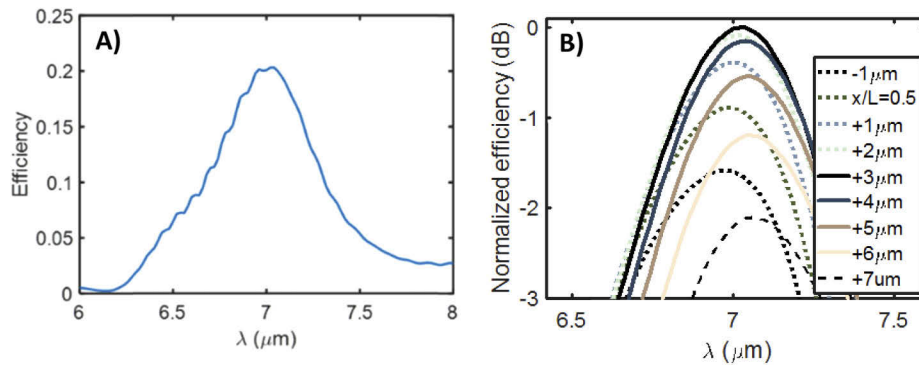 A)
Efficiency
0.25
0.2
0.15
0.1
0.05
0
6
6.5
7
7.5
8
λ (μm)
B)
Normalized efficiency (dB)
0
-1
-2
-3
6.5
7
7.5
λ (μm)
-1μm
x/L=0.5
+1μm
+2μm
+3μm
+4μm
+5μm
+6μm
+7um